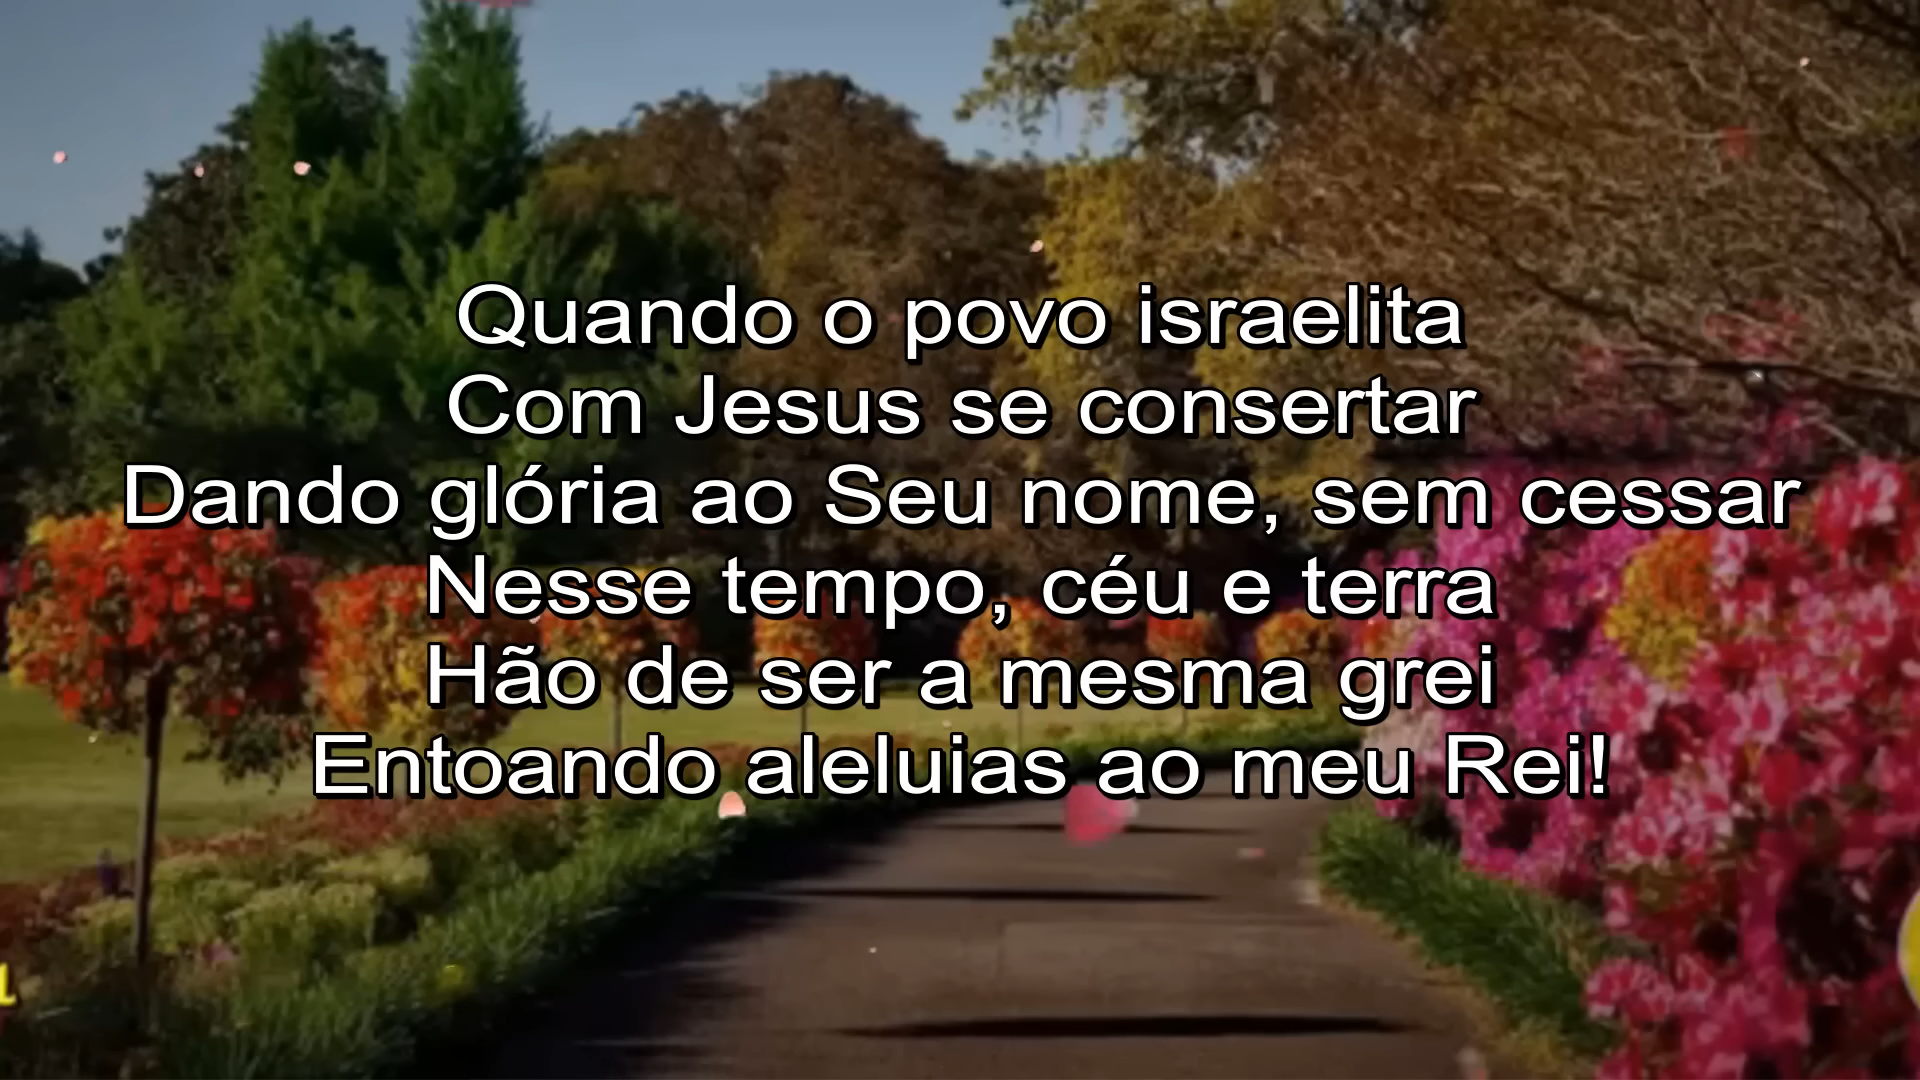 Quando o povo israelita
Com Jesus se consertar
Dando glória ao Seu nome, sem cessar
Nesse tempo, céu e terra
Hão de ser a mesma grei
Entoando aleluias ao meu Rei!